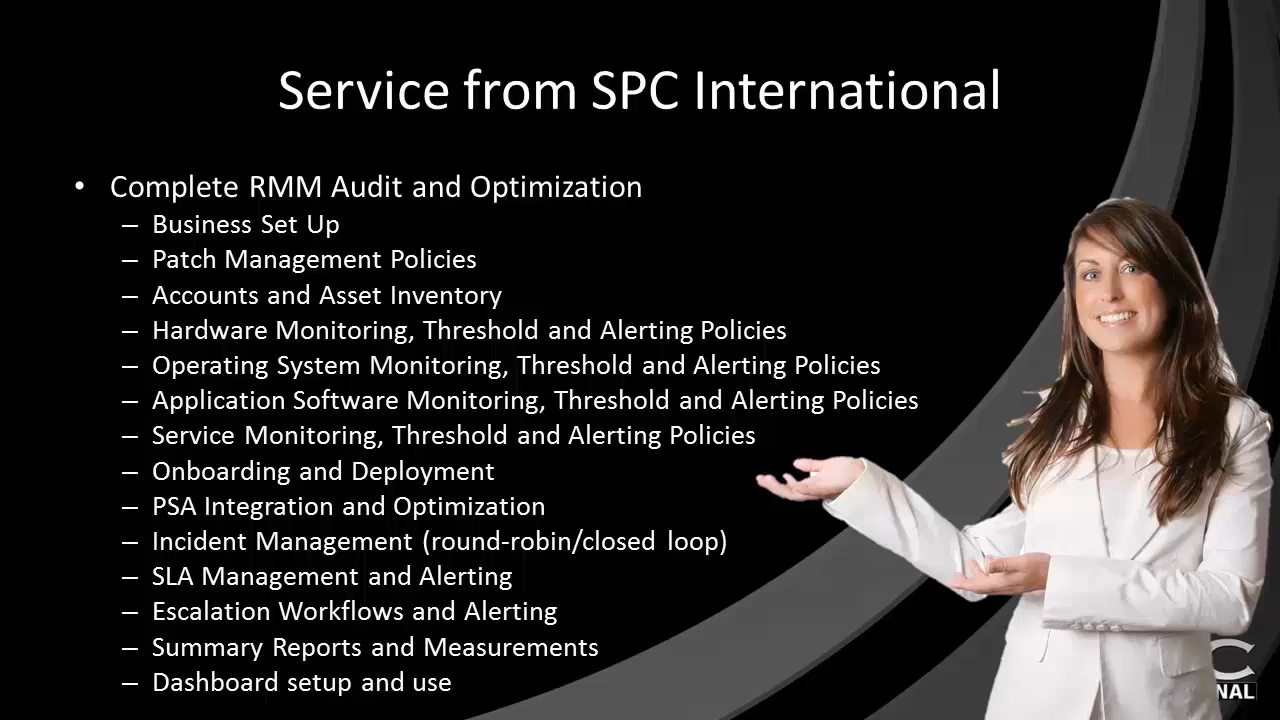 Service from SPC International
• Complete RMM Audit and Optimization
– Business Set Up
– Patch Management Policies
– Accounts and Asset Inventory
– Hardware Monitoring, Threshold and Alerting Policies
– Operating System Monitoring, Threshold and Alerting Policies
– Application Software Monitoring, Threshold and Alerting Policies
– Service Monitoring, Threshold and Alerting Policies
– Onboarding and Deployment
– PSA Integration and Optimization
– Incident Management (round-robin/closed loop)
– SLA Management and Alerting
– Escalation Workflows and Alerting
– Summary Reports and Measurements
– Dashboard setup and use
C
NAL